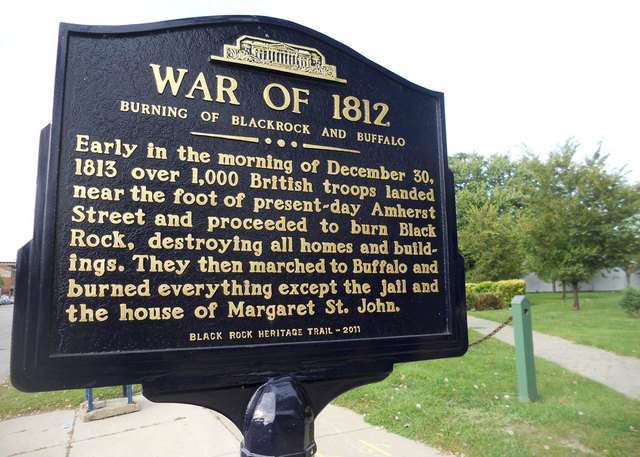 WAR OF 1812
BURNING OF BLACKROCK AND BUFFALO
Early in the morning of December 30,
1813 over 1,000 British troops landed
near the foot of present-day Amherst
Street and proceeded to burn Black
Rock, destroying all homes and build-
ings. They then marched to Buffalo and
burned everything except the jail and
the house of Margaret St. John.
BLACK ROCK HERITAGE TRAIL - 2011